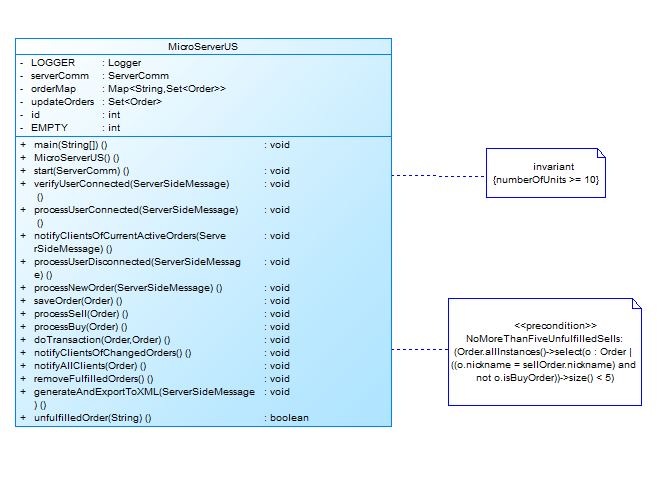 MicroServerUS
- LOGGER : Logger
- serverComm : ServerComm
- orderMap : Map<String,Set<Order>>
- updateOrders : Set<Order>
- id : int
- EMPTY : int
+ main(String[]) () : void
+ MicroServerUS() ()
+ start(ServerComm) () : void
+ verifyUserConnected(ServerSideMessage) : void
()
+ processUserConnected(ServerSideMessage) : void
()
+ notifyClientsOfCurrentActiveOrders(Serve : void
rSideMessage) ()
+ processUserDisconnected(ServerSideMessag : void
e) ()
+ processNewOrder(ServerSideMessage) () : void
+ saveOrder(Order) () : void
+ processSell(Order) () : void
+ processBuy(Order) () : void
+ doTransaction(Order,Order) () : void
+ notifyClientsOfChangedOrders() () : void
+ notifyAllClients(Order) () : void
+ removeFulfilledOrders() () : void
+ generateAndExportToXML(ServerSideMessage : void
) ()
+ unfulfilledOrder(String) () : boolean
invariant
{numberOfUnits >= 10}
<<precondition>>
NoMoreThanFiveUnfulfilledSells:
(Order.allInstances()->select(o : Order |
((o.nickname = sellOrder.nickname) and
not o.isBuyOrder))->size() < 5)